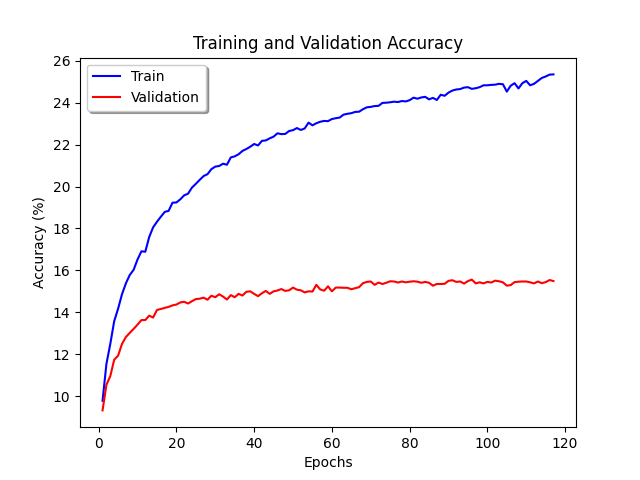 Training and Validation Accuracy
Train
Validation
26
24
22
20
18
16
14
12
10
Accuracy (%)
0 20 40 60 80 100 120
Epochs